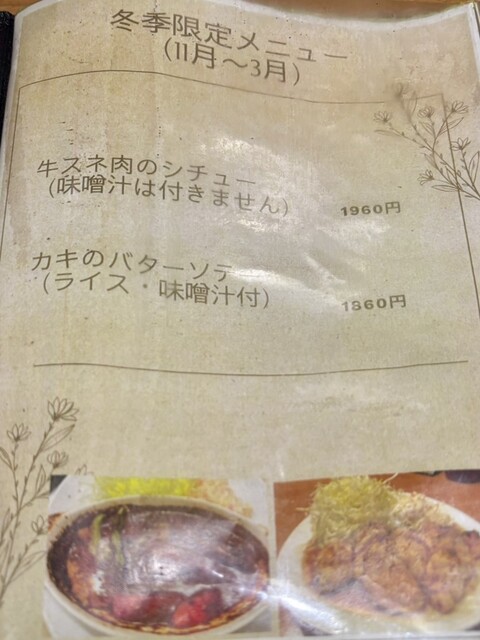 冬季限定メニュー
（11月～3月）
牛スネ肉のシチュー
（味噌汁は付きません）
1960円
カキのバターソテー
（ライス・味噌汁付）
1860円